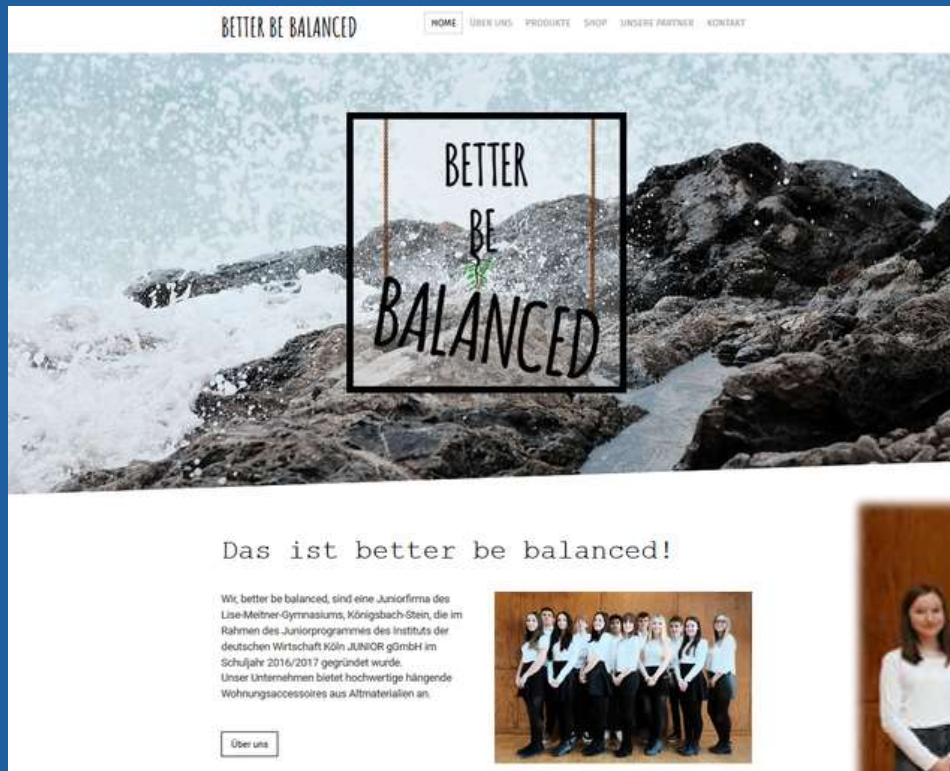 BETTER BE BALANCED
HOME ÜBER UNS PRODUKTE SHOP UNSERE PARTNER KONTAKT
BETTER
BE
BALANCED
Das ist better be balanced!
Wir, better be balanced, sind eine Juniorfirma des
Lise-Meitner-Gymnasiums, Königsbach-Stein, die im
Rahmen des Juniorprogrammes des Instituts der
deutschen Wirtschaft Köln JUNIOR gGmbH im
Schuljahr 2016/2017 gegründet wurde.
Unser Unternehmen bietet hochwertige hängende
Wohnungsaccessoires aus Altmaterialien an.
Über uns